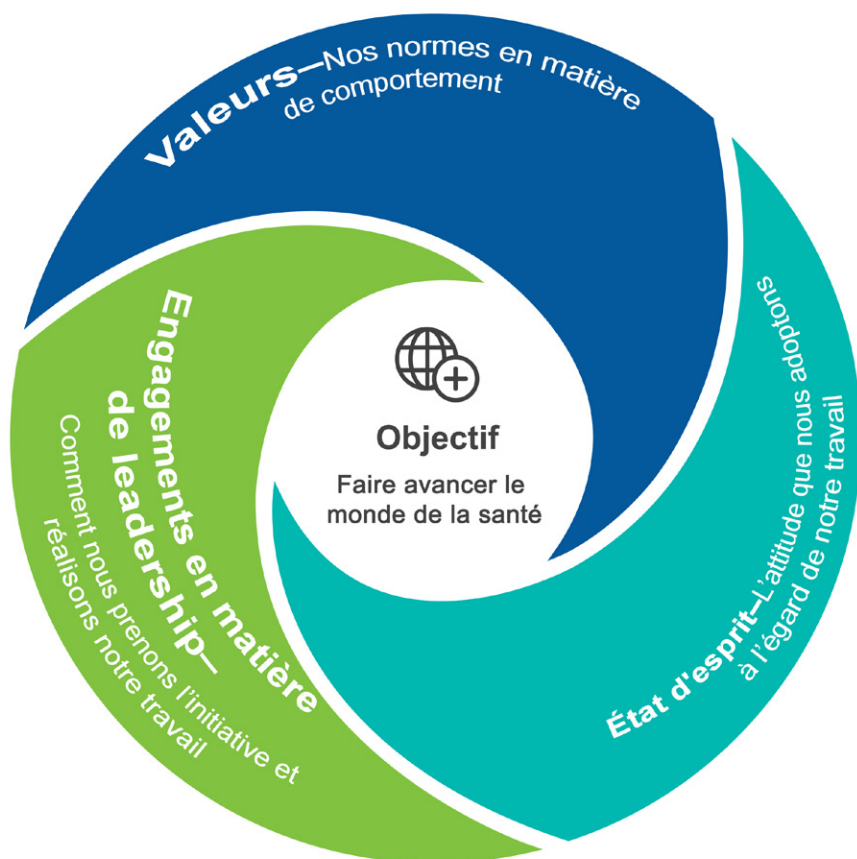 Valeurs—Nos normes en matière
de comportement
État d'esprit—L'attitude que nous adoptons
à l'égard de notre travail
Engagements en matière
de leadership—
Comment nous prenons l'initiative et
réalisons notre travail
Objectif
Faire avancer le
monde de la santé